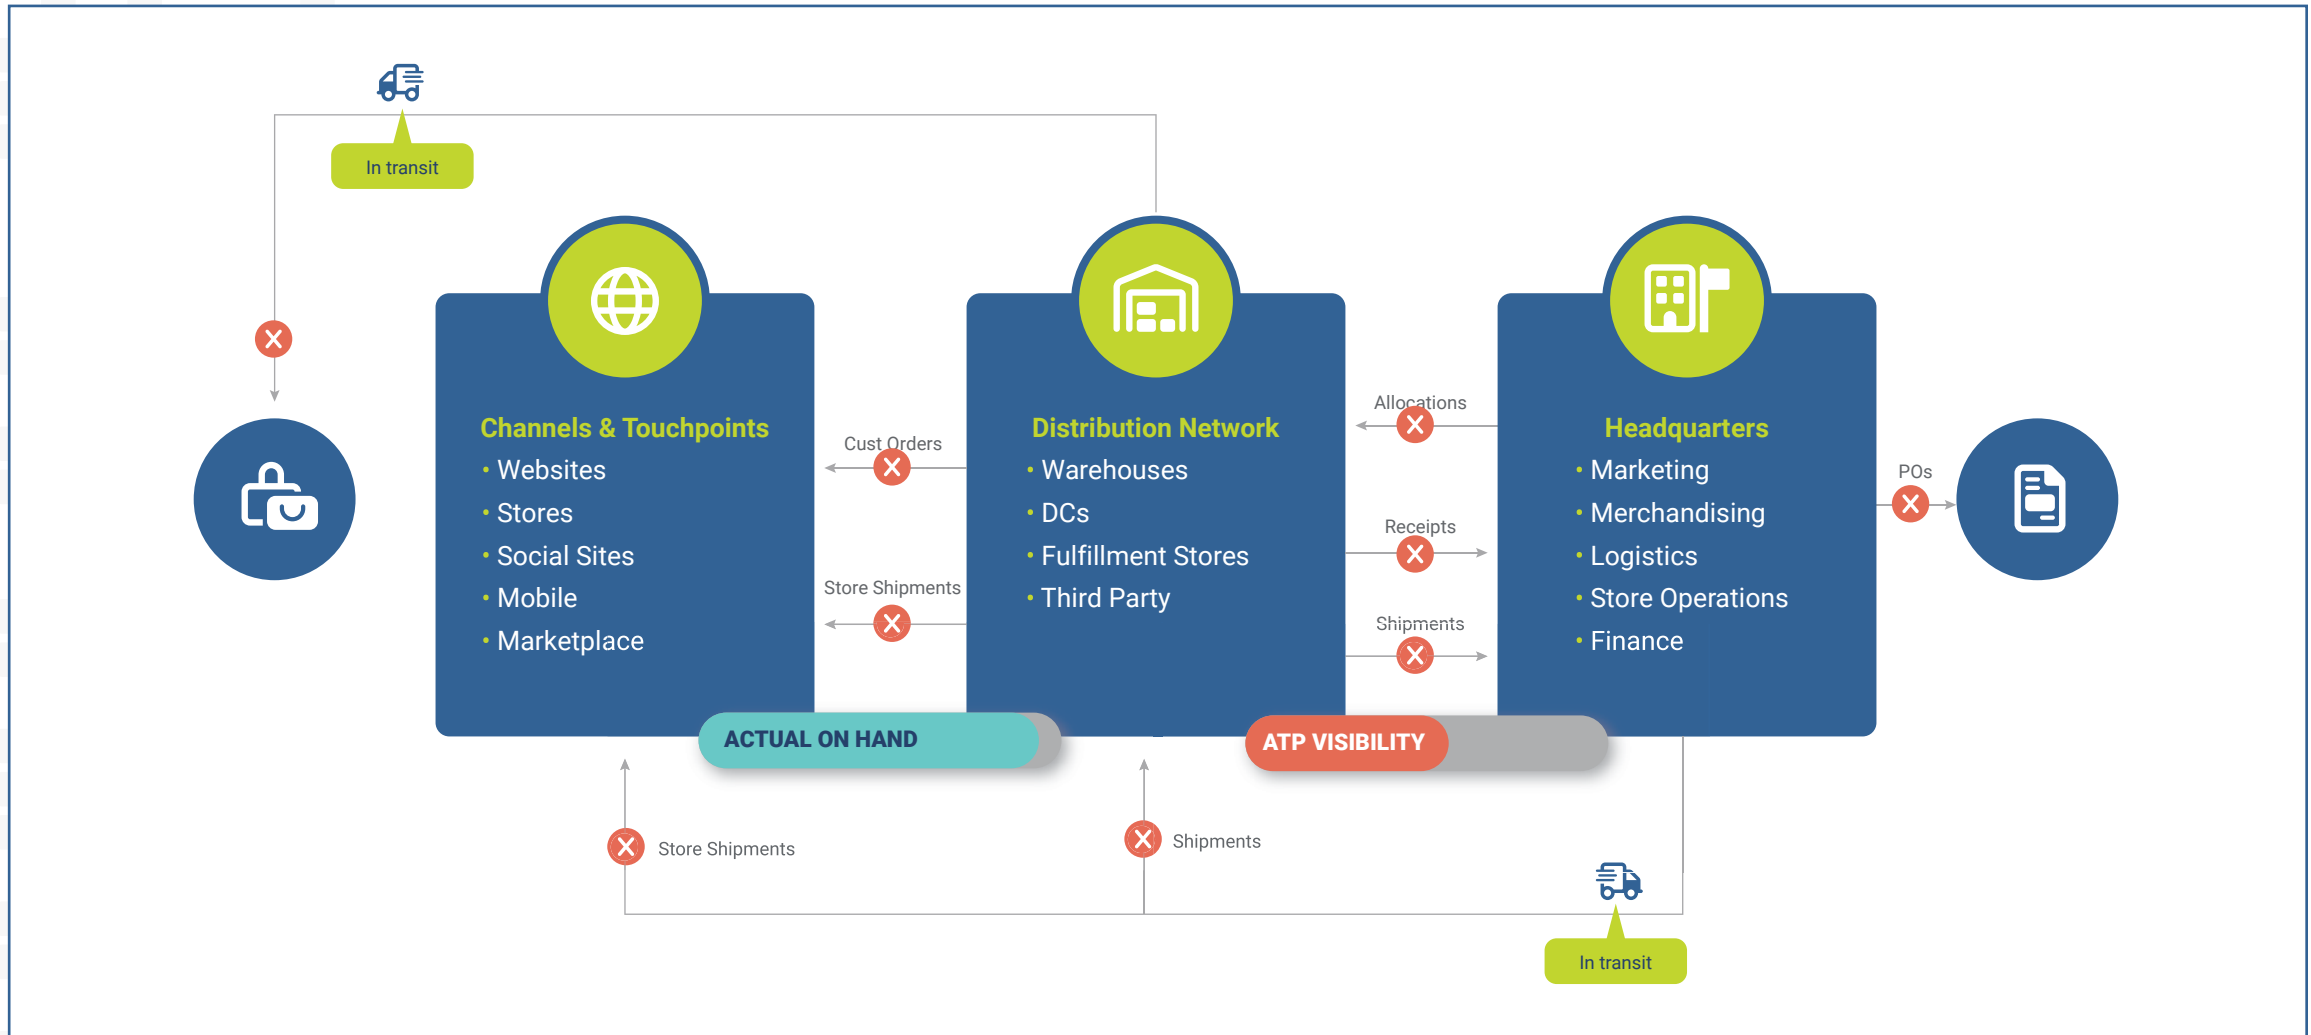 In transit
Channels & Touchpoints
• Websites
• Stores
• Social Sites
• Mobile
• Marketplace
Cust Orders
Store Shipments
Distribution Network
• Warehouses
• DCs
• Fulfillment Stores
• Third Party
Allocations
Receipts
Shipments
Headquarters
• Marketing
• Merchandising
• Logistics
• Store Operations
• Finance
POs
ACTUAL ON HAND
ATP VISIBILITY
Store Shipments
Shipments
In transit